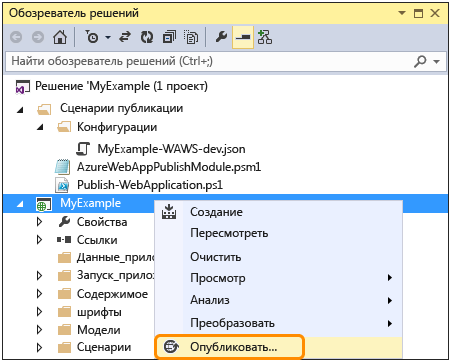 Обозреватель решений
Найти обозреватель решений (Ctrl+;)
Решение 'MyExample' (1 проект)
Сценарии публикации
Конфигурации
MyExample-WAWS-dev.json
AzureWebAppPublishModule.psm1
Publish-WebApplication.ps1
MyExample
Свойства
Ссылки
Данные_прило
Запуск_прилож
Содержимое
шрифты
Модели
Сценарии
Создание
Пересмотреть
Очистить
Просмотр
Анализ
Преобразовать
Опубликовать...